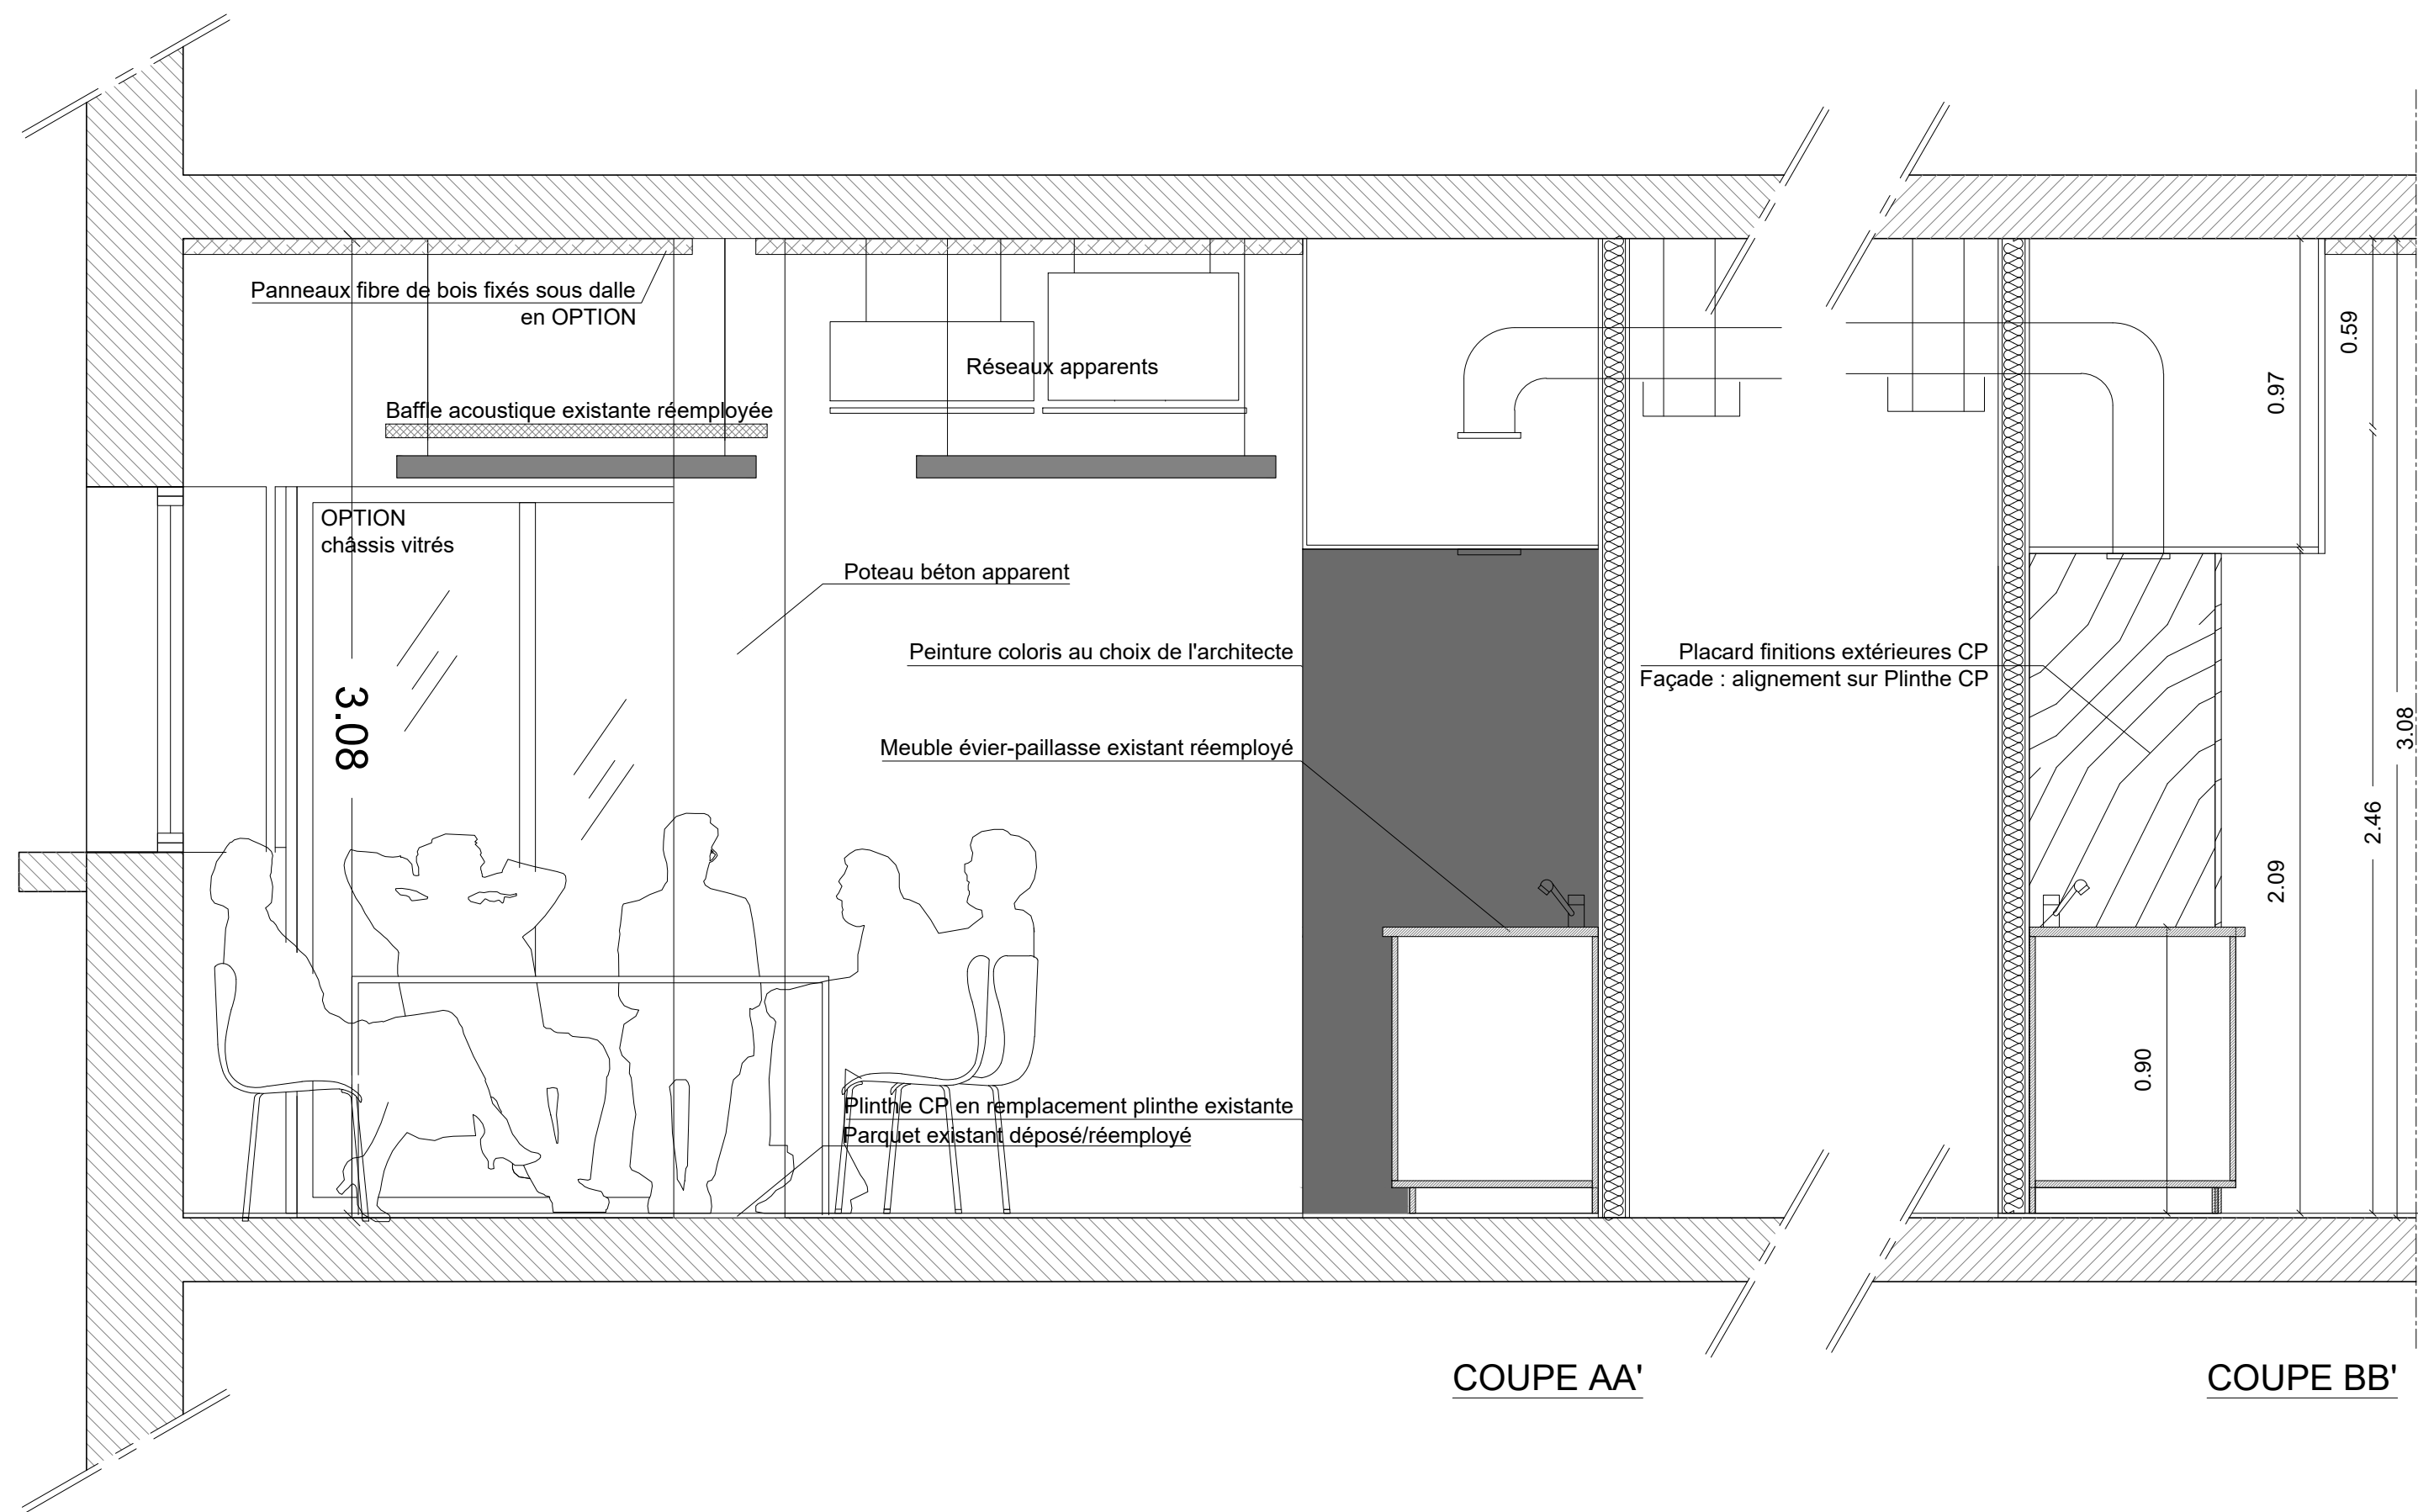 Panneaux fibre de bois fixés sous dalle
en OPTION
Réseaux apparents
Baffle acoustique existante réemployée
OPTION
châssis vitrés
Poteau béton apparent
Peinture coloris au choix de l'architecte
Meuble évier-paillasse existant réemployé
3.08
Plinthe CP en remplacement plinthe existante
Parquet existant déposé/réemployé
Placard finitions extérieures CP
Façade : alignement sur Plinthe CP
0.59
0.97
3.08
2.46
2.09
0.90
COUPE AA'
COUPE BB'